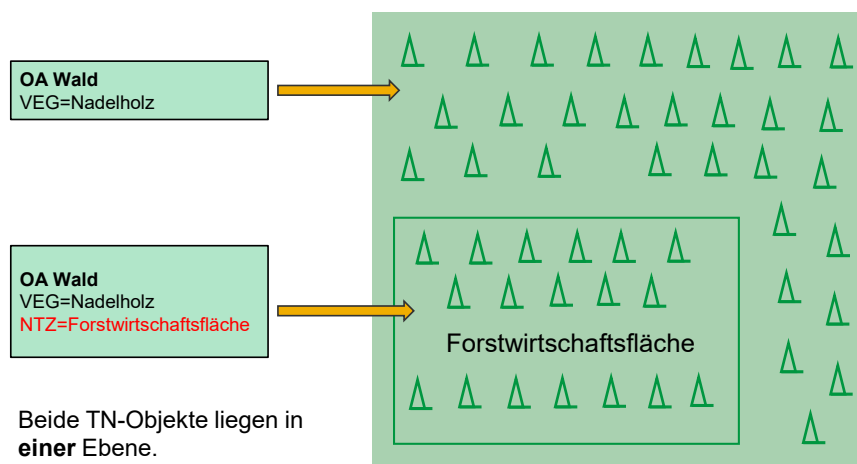 OA Wald
VEG=Nadelholz
OA Wald
VEG=Nadelholz
NTZ=Forstwirtschaftsfläche
Forstwirtschaftsfläche
Beide TN-Objekte liegen in
einer Ebene.